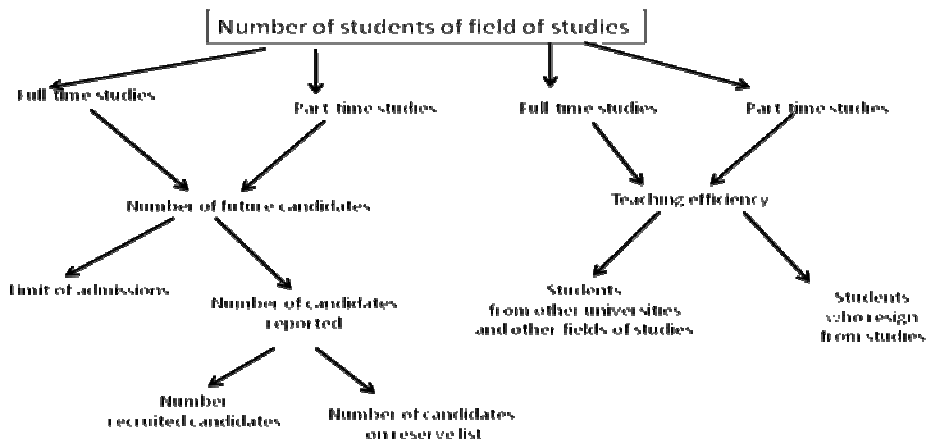 Number of students of field of studies
Full time studies
Part time studies
Full time studies
Part time studies
Number of future candidates
Teaching efficiency
Limit of admissions
Number of candidates
reported
Students
from other universities
and other fields of studies
Students
who resign
from studies
Number
recruited candidates
Number of candidates
on reserve list